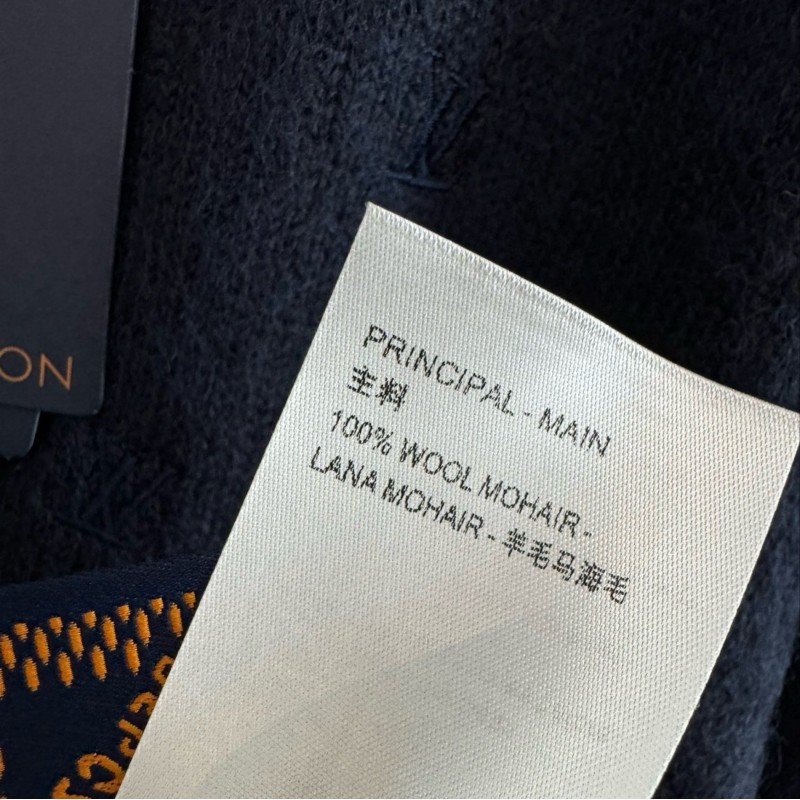 ON
PRINCIPAL - MAIN
主料
100% WOOL MOHAIR -
LANA MOHAIR - 羊毛马海毛